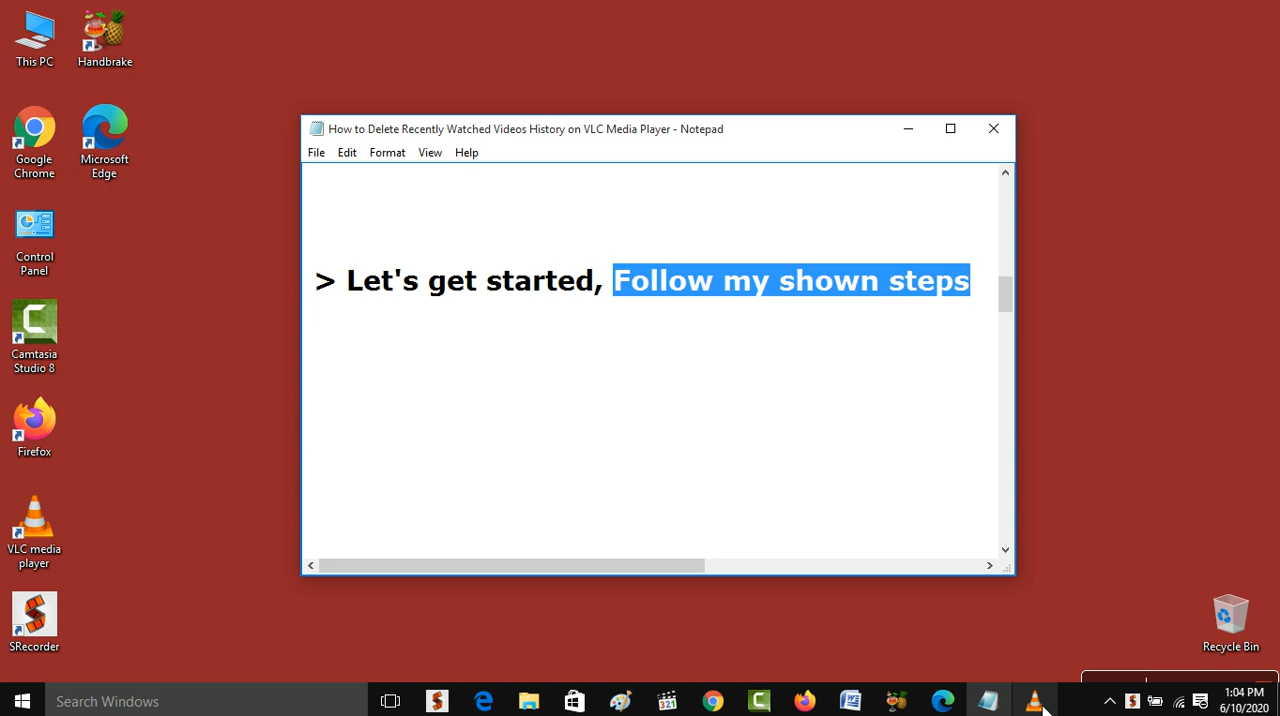 This PC
Handbrake
Google
Chrome
Microsoft
Edge
Control
Panel
Camtasia
Studio 8
Firefox
VLC media
player
SRecorder
How to Delete Recently Watched Videos History on VLC Media Player - Notepad
File Edit Format View Help
> Let's get started, Follow my shown steps
Recycle Bin
Search Windows
321
1:04 PM
6/10/2020